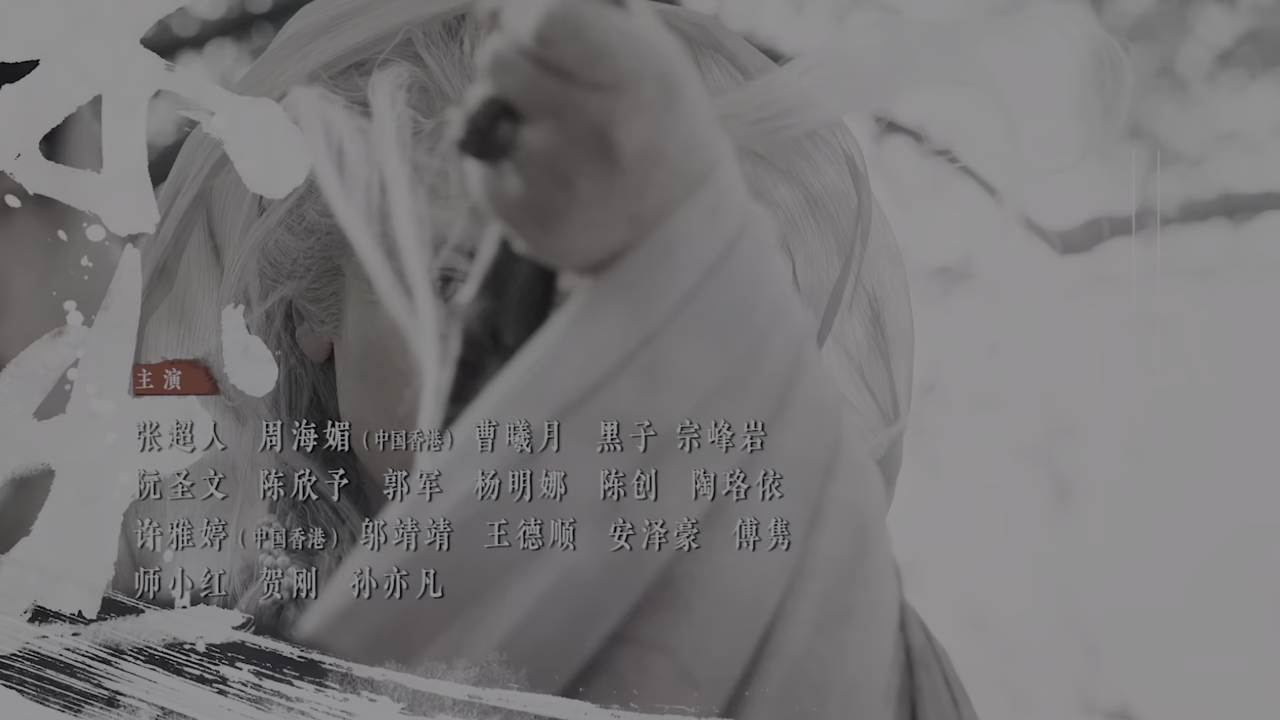 主演
张超人 周海媚（中国香港） 曹曦月 黑子 宗峰岩
阮圣文 陈欣予 郭军 杨明娜 陈创 陶珞依
许雅婷（中国香港） 邬靖靖 王德顺 安泽豪 傅隽
师小红 贺刚 孙亦凡